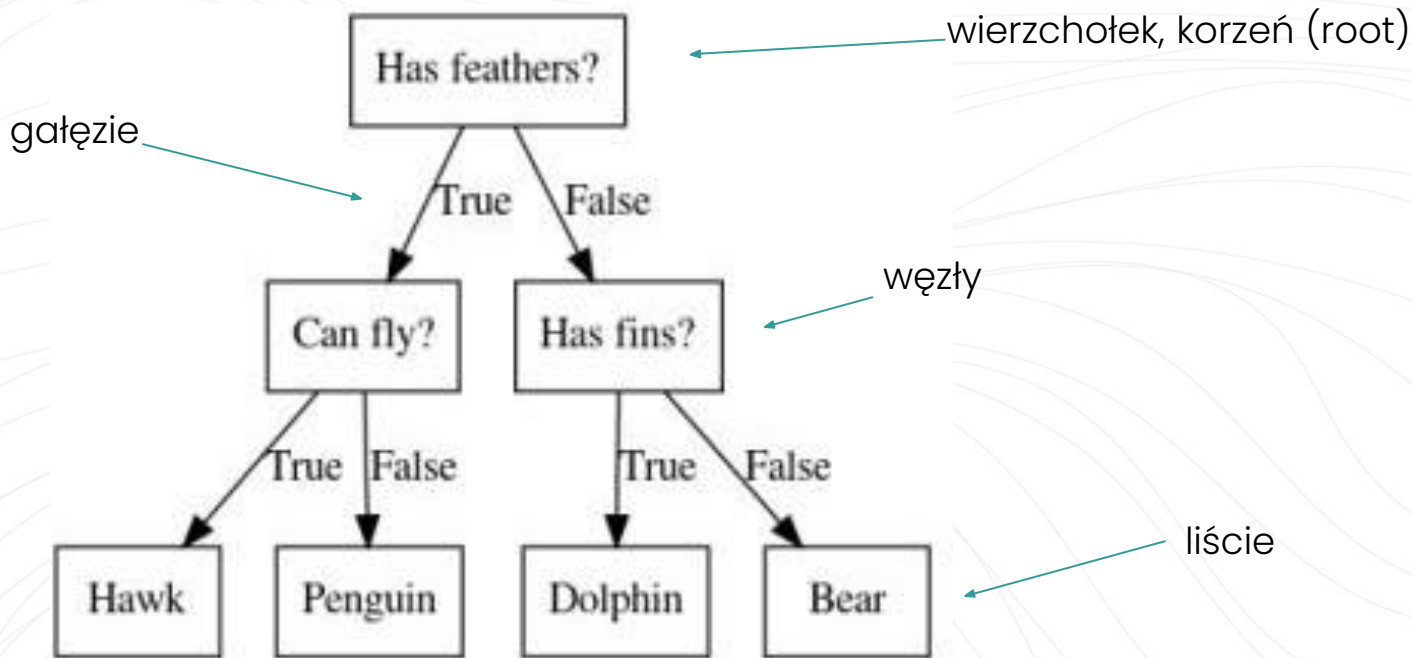 wierzchołek, korzeń (root)
Has feathers?
gałęzie
True
False
węzły
Can fly?
Has fins?
True
False
True
False
liście
Hawk
Penguin
Dolphin
Bear